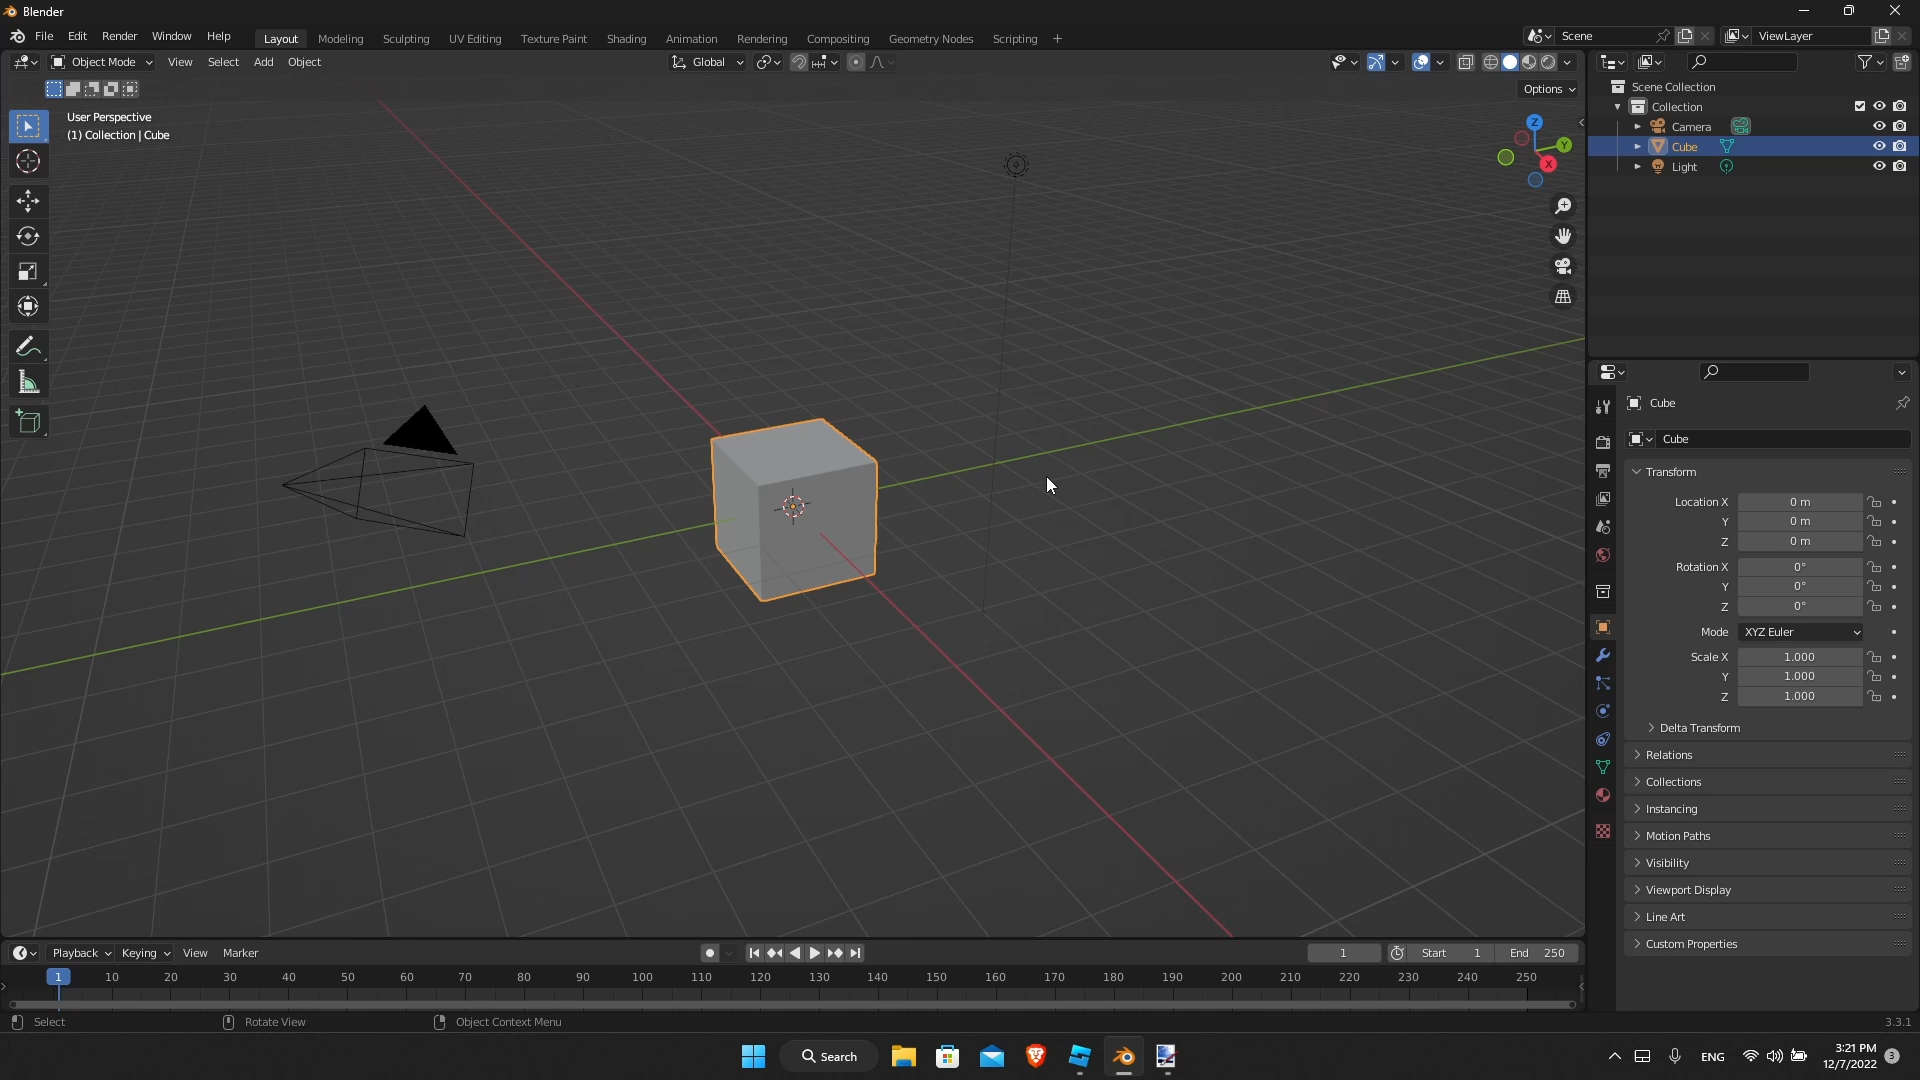 Blender
File Edit Render Window Help Layout Modeling Sculpting UV Editing Texture Paint Shading Animation Rendering Compositing Geometry Nodes Scripting + Scene ViewLayer
Object Mode View Select Add Object Global
Options
User Perspective
(1) Collection | Cube
Z
Y
X
Scene Collection
Collection
Camera
Cube
Light
Cube
Cube
Transform
Location X 0 m
Y 0 m
Z 0 m
Rotation X 0°
Y 0°
Z 0°
Mode XYZ Euler
Scale X 1.000
Y 1.000
Z 1.000
Delta Transform
Relations
Collections
Instancing
Motion Paths
Visibility
Viewport Display
Line Art
Custom Properties
Playback Keying View Marker 1 Start 1 End 250
1 10 20 30 40 50 60 70 80 90 100 110 120 130 140 150 160 170 180 190 200 210 220 230 240 250
Select Rotate View Object Context Menu 3.3.1
Search ENG 3:21 PM 3
12/7/2022